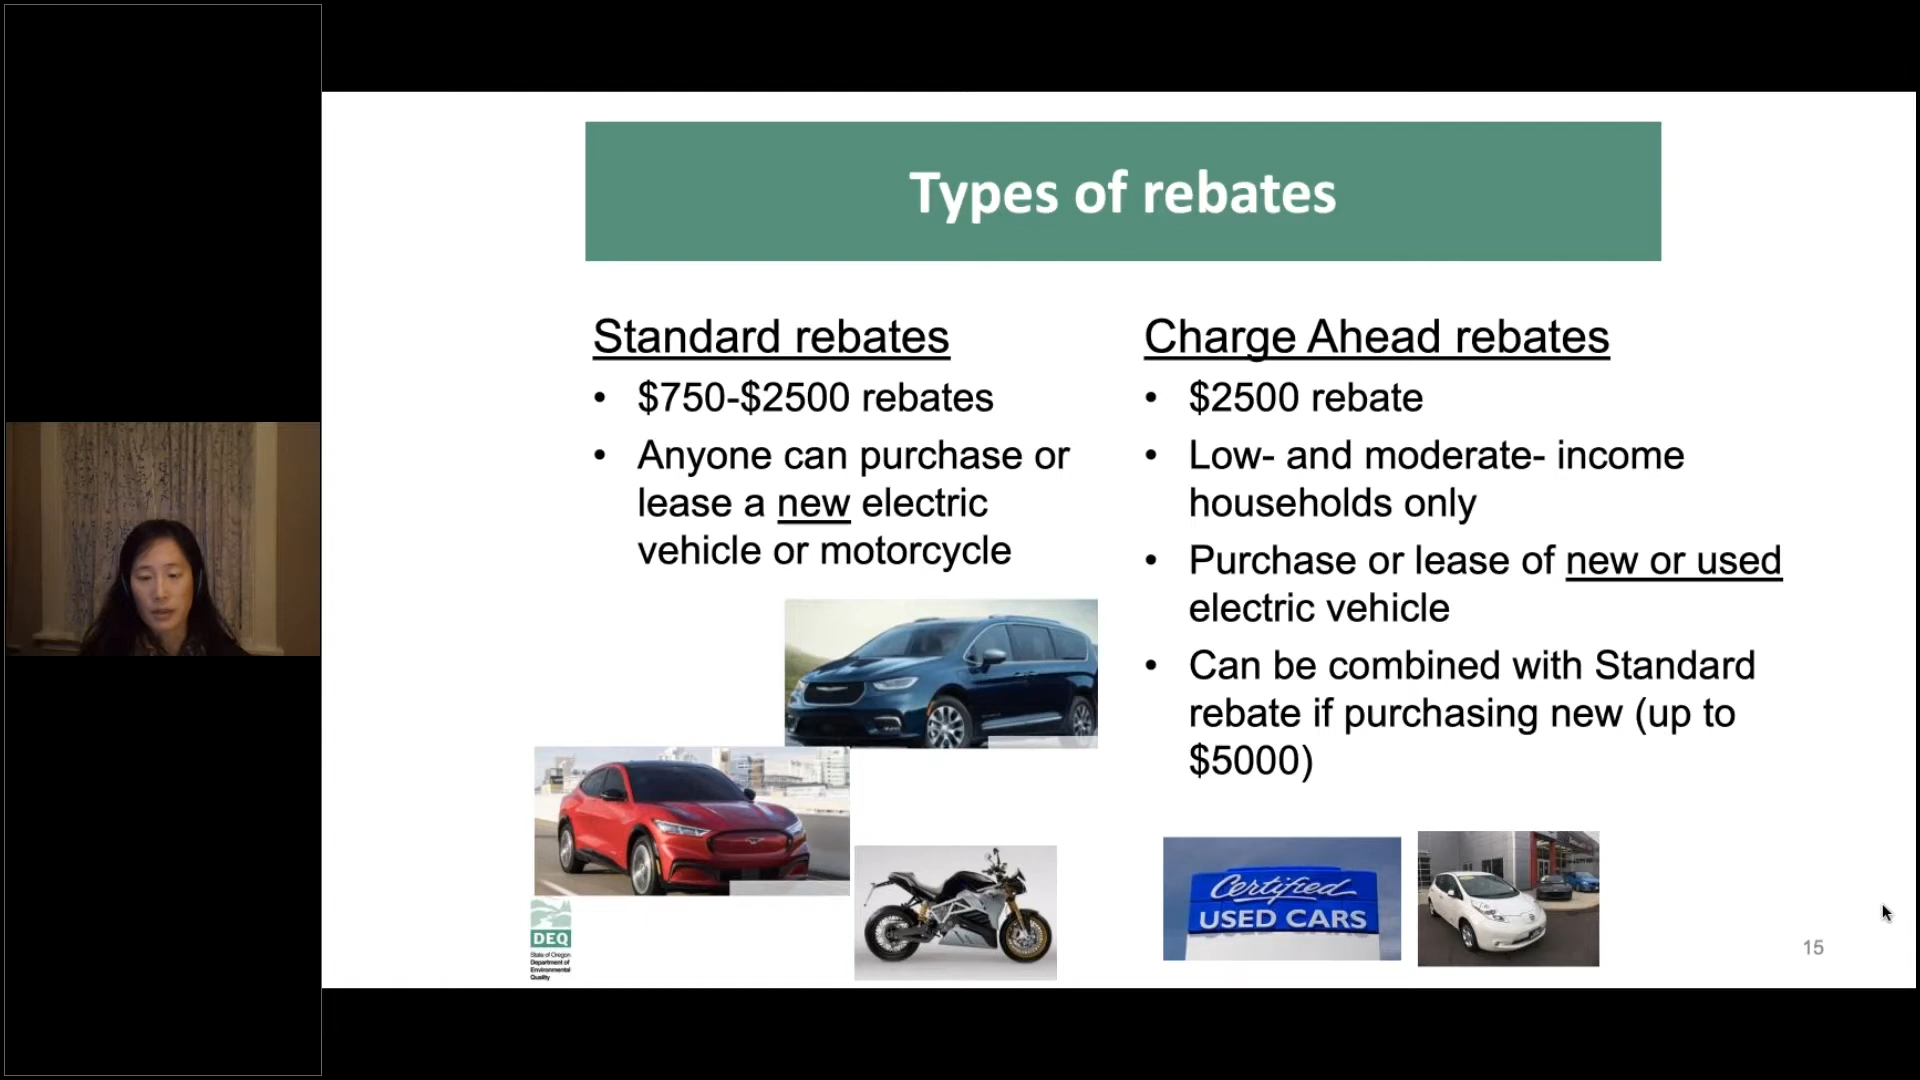 Types of rebates
Standard rebates
• $750-$2500 rebates
• Anyone can purchase or
lease a new electric
vehicle or motorcycle
Charge Ahead rebates
• $2500 rebate
• Low- and moderate- income
households only
• Purchase or lease of new or used
electric vehicle
• Can be combined with Standard
rebate if purchasing new (up to
$5000)
Certified
USED CARS
DEQ
State of Oregon
Department of
Environmental
Quality
15